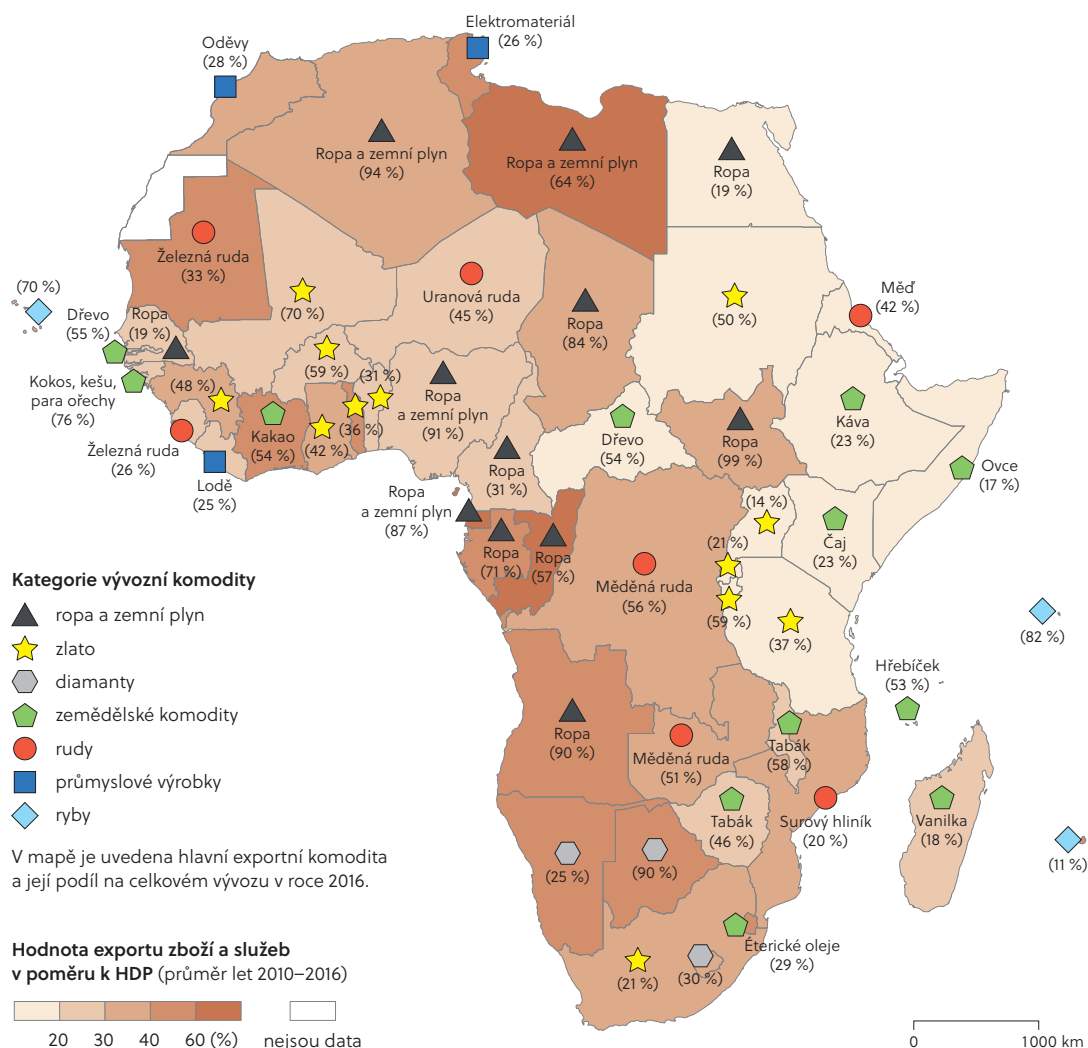 Elektromateriál
(26 %)
Oděvy
(28 %)
Ropa a zemní plyn
(94 %)
Ropa a zemní plyn
(64 %)
Ropa
(19 %)
Železná ruda
(33 %)
(70 %)
Uranová ruda
(45 %)
Ropa
(84 %)
(50 %)
Měď
(42 %)
(70 %)
Dřevo
(55 %)
Ropa
(19 %)
Kokos, kešu,
para ořechy
(76 %)
(48 %)
(59 %)
(31 %)
Ropa
a zemní plyn
(91 %)
Železná ruda
(26 %)
Lodě
(25 %)
Kakao
(54 %)
(42 %)
(36 %)
Ropa
(31 %)
Dřevo
(54 %)
Ropa
(99 %)
Káva
(23 %)
Ovce
(17 %)
Ropa
a zemní plyn
(87 %)
Ropa
(71 %)
Ropa
(57 %)
Měděná ruda
(56 %)
(14 %)
(21 %)
(59 %)
Čaj
(23 %)
(37 %)
(82 %)
Hřebíček
(53 %)
Ropa
(90 %)
Měděná ruda
(51 %)
Tabák
(58 %)
Tabák
(46 %)
Surový hliník
(20 %)
Vanilka
(18 %)
(11 %)
(25 %)
(90 %)
Éterické oleje
(29 %)
(21 %)
(30 %)
Kategorie vývozní komodity
ropa a zemní plyn
zlato
diamanty
zemědělské komodity
rudy
průmyslové výrobky
ryby
V mapě je uvedena hlavní exportní komodita
a její podíl na celkovém vývozu v roce 2016.
Hodnota exportu zboží a služeb
v poměru k HDP (průměr let 2010–2016)
20 30 40 60 (%) nejsou data
0 1000 km